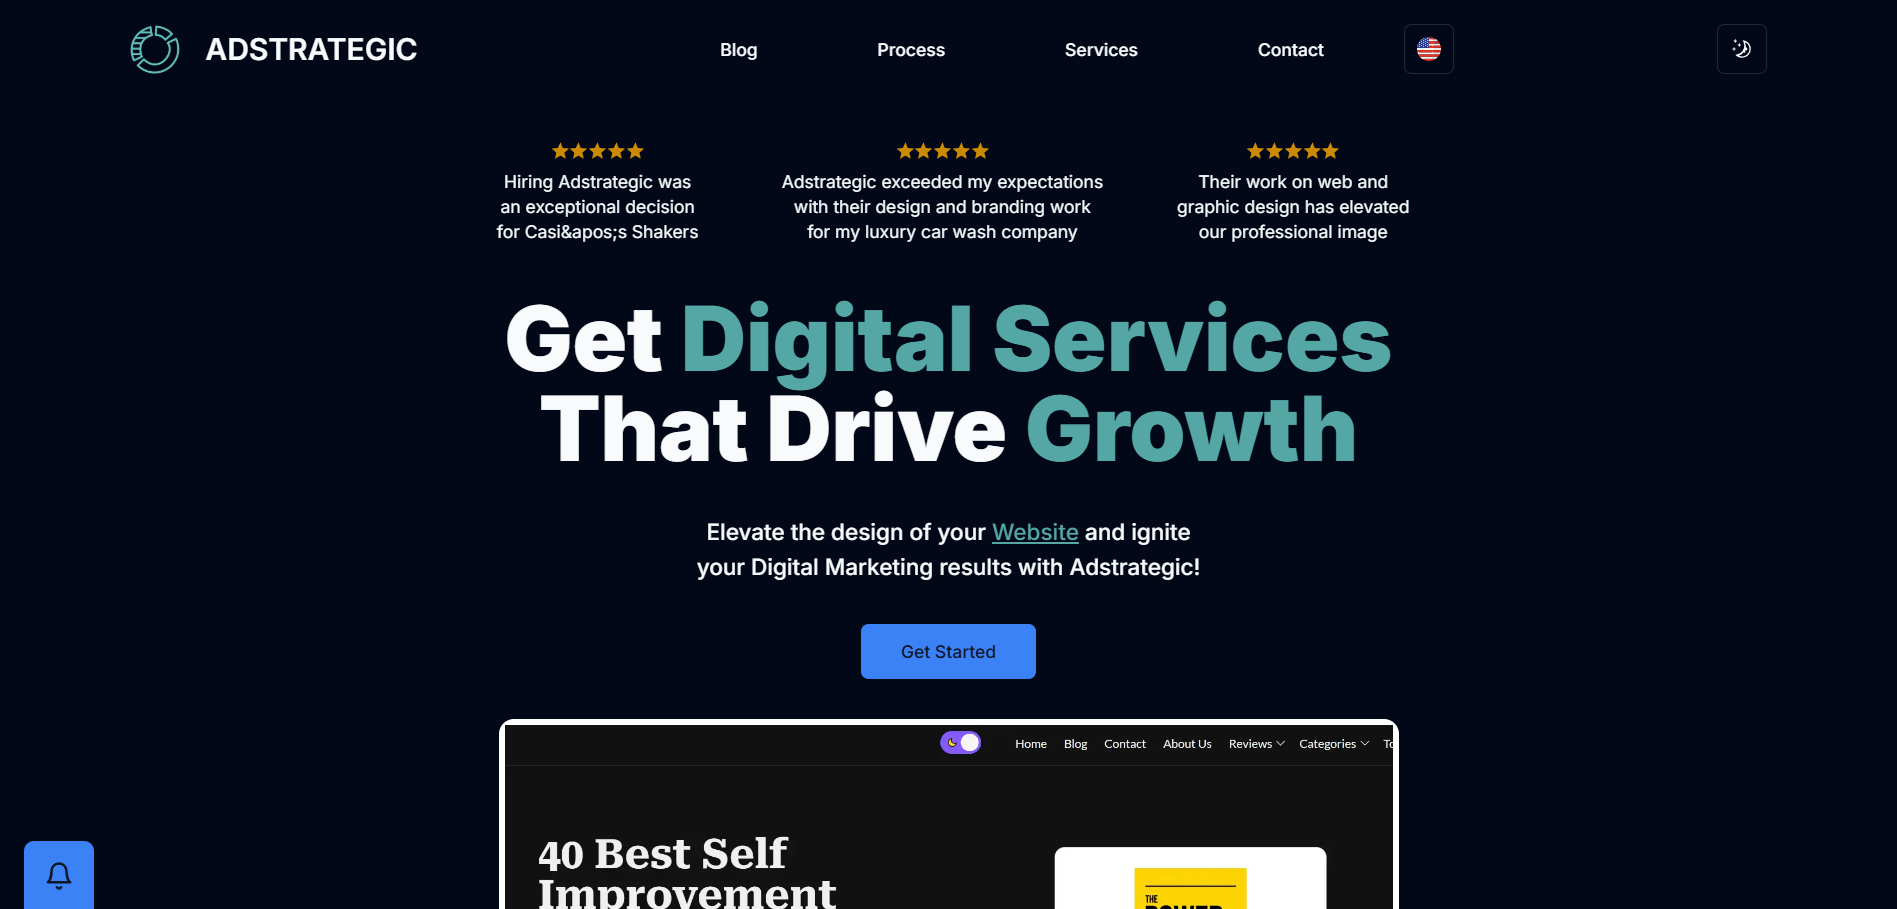 ADSTRATEGIC
Blog
Process
Services
Contact
Hiring Adstrategic was
an exceptional decision
for Casi&apos;s Shakers
Adstrategic exceeded my expectations
with their design and branding work
for my luxury car wash company
Their work on web and
graphic design has elevated
our professional image
Get Digital Services
That Drive Growth
Elevate the design of your Website and ignite
your Digital Marketing results with Adstrategic!
Get Started
Home
Blog
Contact
About Us
Reviews
Categories
40 Best Self
Improvement
THE
POWER